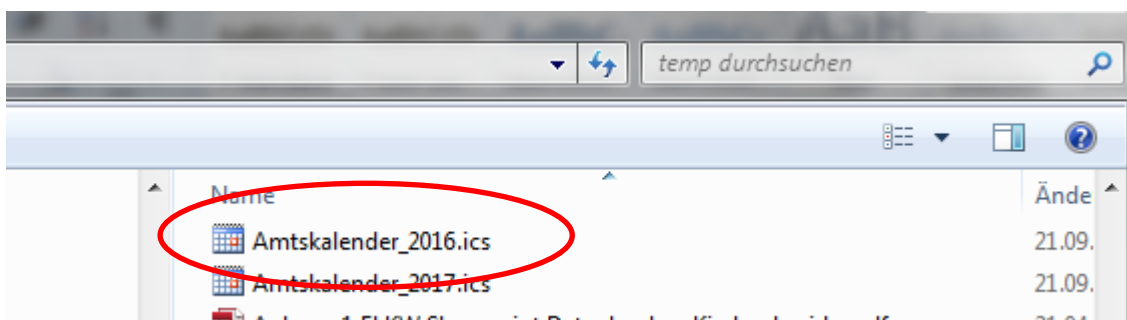 temp durchsuchen
Name Ände
Amtskalender_2016.ics 21.09.
Amtskalender_2017.ics 21.09.